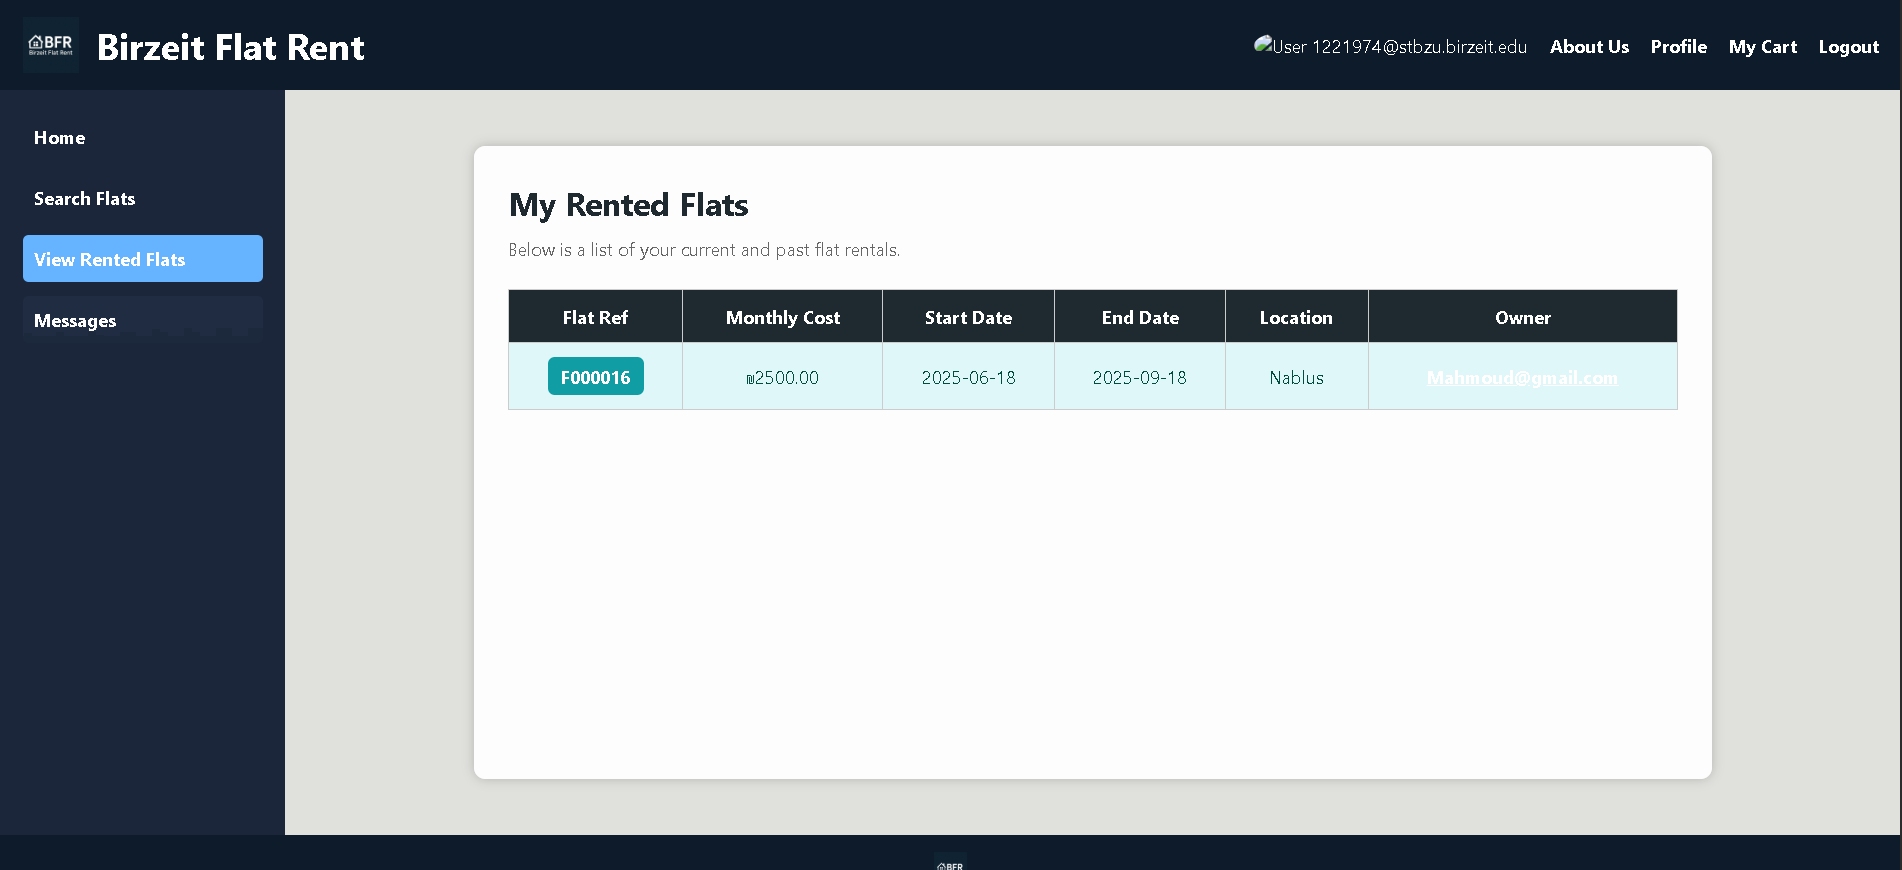 BFR
Birzeit Flat Rent
Birzeit Flat Rent
User 1221974@stbzu.birzeit.edu
About Us
Profile
My Cart
Logout
Home
Search Flats
View Rented Flats
Messages
My Rented Flats
Below is a list of your current and past flat rentals.
Flat Ref Monthly Cost Start Date End Date Location Owner
F000016 ₪2500.00 2025-06-18 2025-09-18 Nablus Mahmoud@gmail.com
BFR